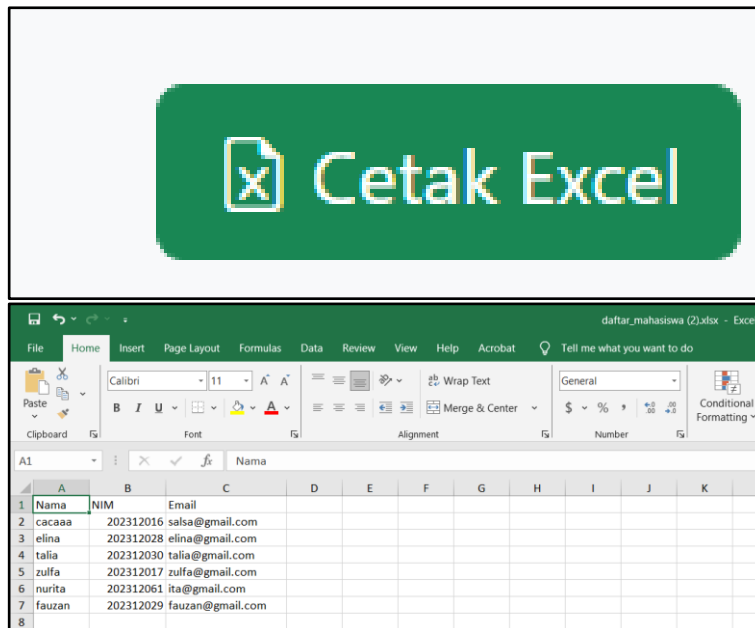 Cetak Excel
daftar_mahasiswa (2).xlsx - Exce
File Home Insert Page Layout Formulas Data Review View Help Acrobat Tell me what you want to do
Calibri 11 A A ab Wrap Text General
Paste B I U A Merge & Center $ % , Conditional
Formatting
Clipboard Font Alignment Number
A1 fx Nama
A B C D E F G H I J K
1 Nama NIM Email
2 cacaaa 202312016 salsa@gmail.com
3 elina 202312028 elina@gmail.com
4 talia 202312030 talia@gmail.com
5 zulfa 202312017 zulfa@gmail.com
6 nurita 202312061 ita@gmail.com
7 fauzan 202312029 fauzan@gmail.com
8